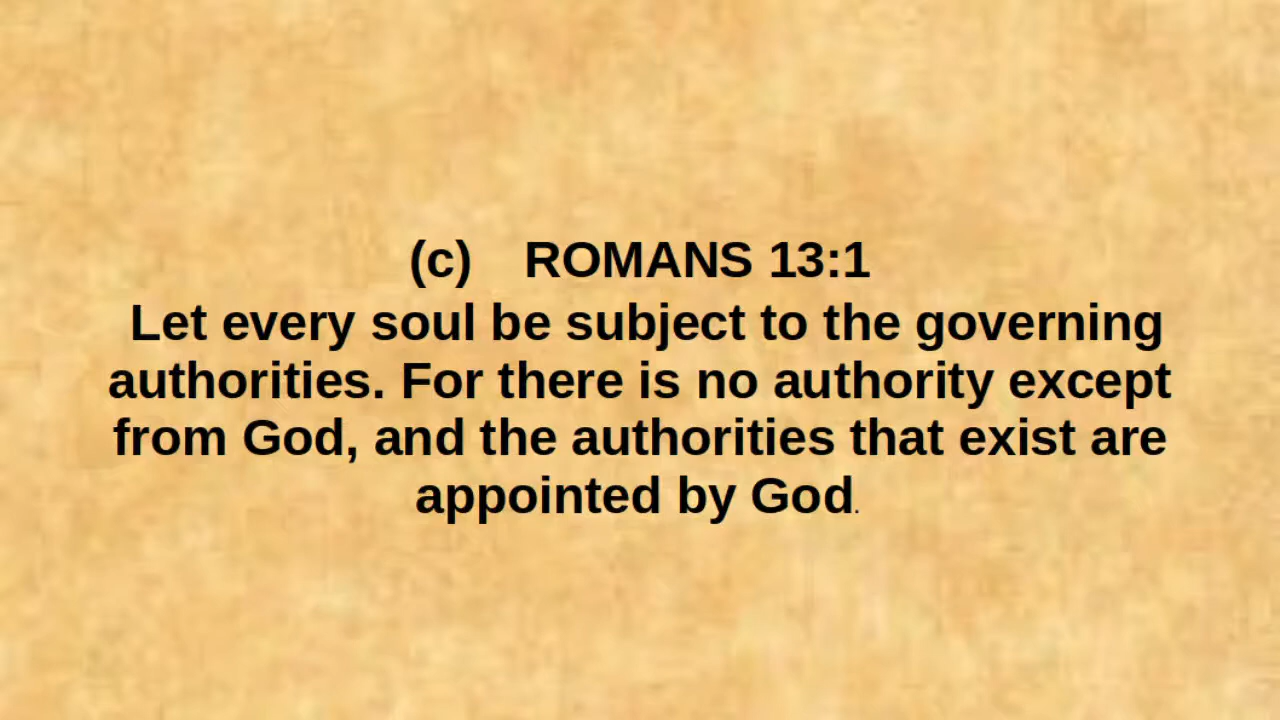 (c) ROMANS 13:1
Let every soul be subject to the governing
authorities. For there is no authority except
from God, and the authorities that exist are
appointed by God.